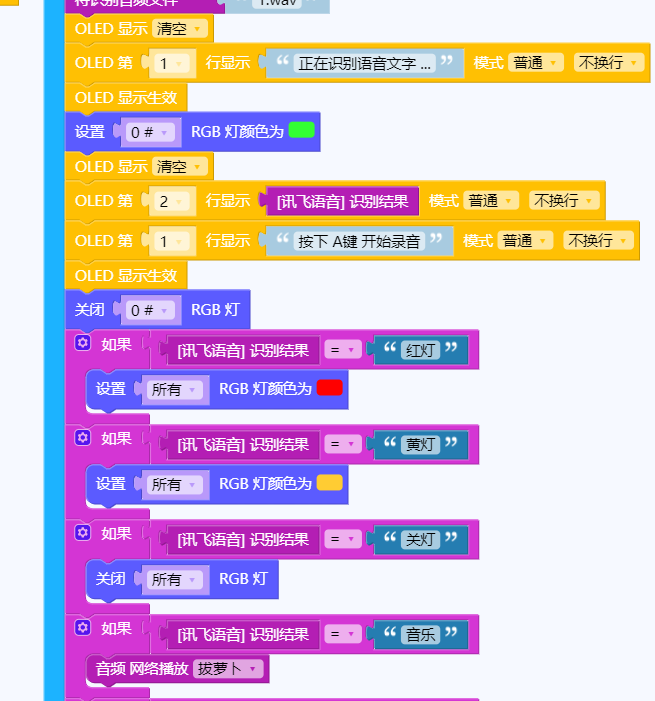 待识别音频文件 “ 1.wav ”
OLED 显示 清空
OLED 第 1 行显示 “ 正在识别语音文字 ... ” 模式 普通 不换行
OLED 显示生效
设置 0 # RGB 灯颜色为
OLED 显示 清空
OLED 第 2 行显示 [讯飞语音] 识别结果 模式 普通 不换行
OLED 第 1 行显示 “ 按下 A键 开始录音 ” 模式 普通 不换行
OLED 显示生效
关闭 0 # RGB 灯
如果 [讯飞语音] 识别结果 = “ 红灯 ”
设置 所有 RGB 灯颜色为
如果 [讯飞语音] 识别结果 = “ 黄灯 ”
设置 所有 RGB 灯颜色为
如果 [讯飞语音] 识别结果 = “ 关灯 ”
关闭 所有 RGB 灯
如果 [讯飞语音] 识别结果 = “ 音乐 ”
音频 网络播放 拔萝卜